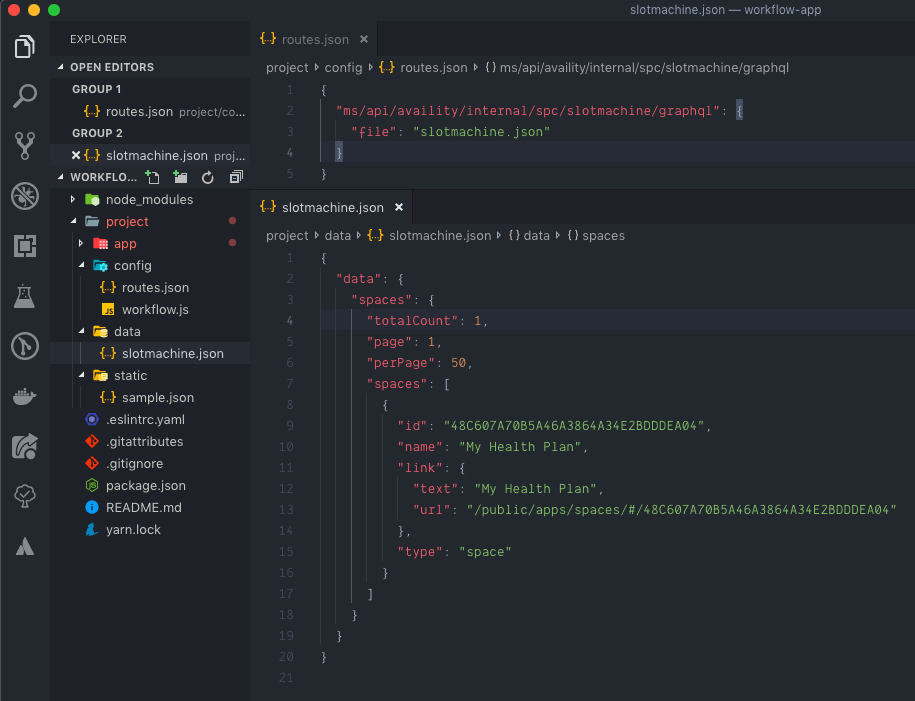 slotmachine.json — workflow-app
EXPLORER
OPEN EDITORS
GROUP 1
{..} routes.json project/co...
GROUP 2
{..} slotmachine.json proj...
WORKFLO...
node_modules
project
app
config
{..} routes.json
JS workflow.js
data
{..} slotmachine.json
static
{..} sample.json
.eslintrc.yaml
.gitattributes
.gitignore
package.json
README.md
yarn.lock
{..} routes.json ×
project ▸ config ▸ {..} routes.json ▸ {} ms/api/availity/internal/spc/slotmachine/graphql
1 {
2 "ms/api/availity/internal/spc/slotmachine/graphql": {
3 "file": "slotmachine.json"
4 }
5 }
{..} slotmachine.json ×
project ▸ data ▸ {..} slotmachine.json ▸ {} data ▸ {} spaces
1 {
2 "data": {
3 "spaces": {
4 "totalCount": 1,
5 "page": 1,
6 "perPage": 50,
7 "spaces": [
8 {
9 "id": "48C607A70B5A46A3864A34E2BDDDEA04",
10 "name": "My Health Plan",
11 "link": {
12 "text": "My Health Plan",
13 "url": "/public/apps/spaces/#/48C607A70B5A46A3864A34E2BDDDEA04"
14 },
15 "type": "space"
16 }
17 ]
18 }
19 }
20 }
21